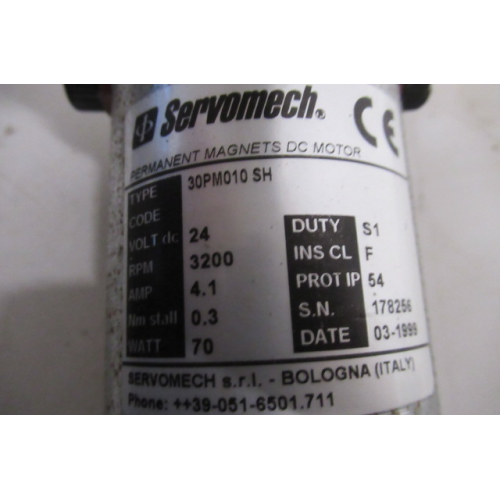 Servomech®
CE
PERMANENT MAGNETS DC MOTOR
TYPE 30PM010 SH
CODE
VOLT dc 24
RPM 3200
AMP 4.1
Nm stall 0.3
WATT 70
DUTY S1
INS CL F
PROT IP 54
S.N. 178256
DATE 03-1999
SERVOMECH s.r.l. - BOLOGNA (ITALY)
Phone: ++39-051-6501.711